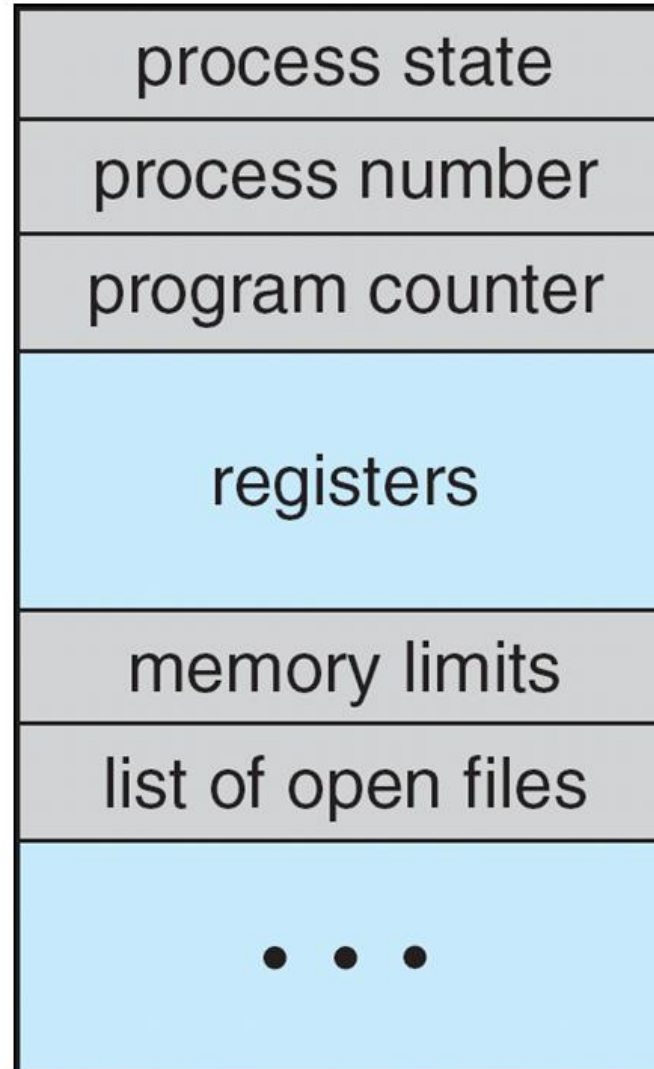 process state
process number
program counter
registers
memory limits
list of open files
• • •